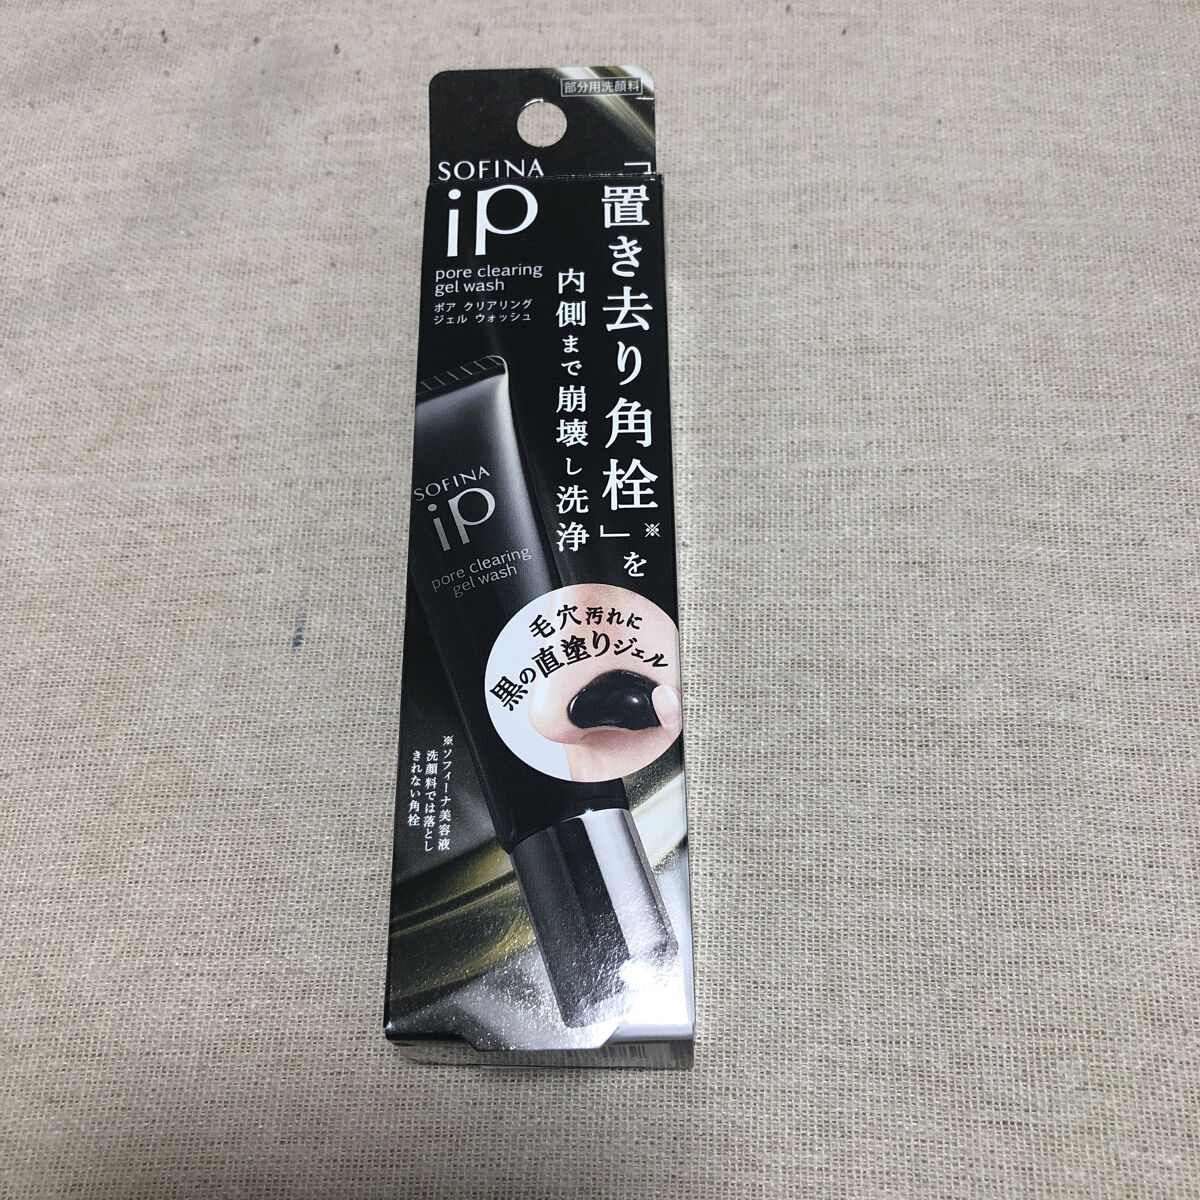 部分用洗顔料
SOFINA
iP
pore clearing
gel wash
ポア クリアリング
ジェル ウォッシュ
「置き去り角栓」※を
内側まで崩壊し洗浄
SOFINA
iP
pore clearing
gel wash
毛穴汚れに
黒の直塗りジェル
※ソフィーナ美容液
洗顔料では落とし
きれない角栓